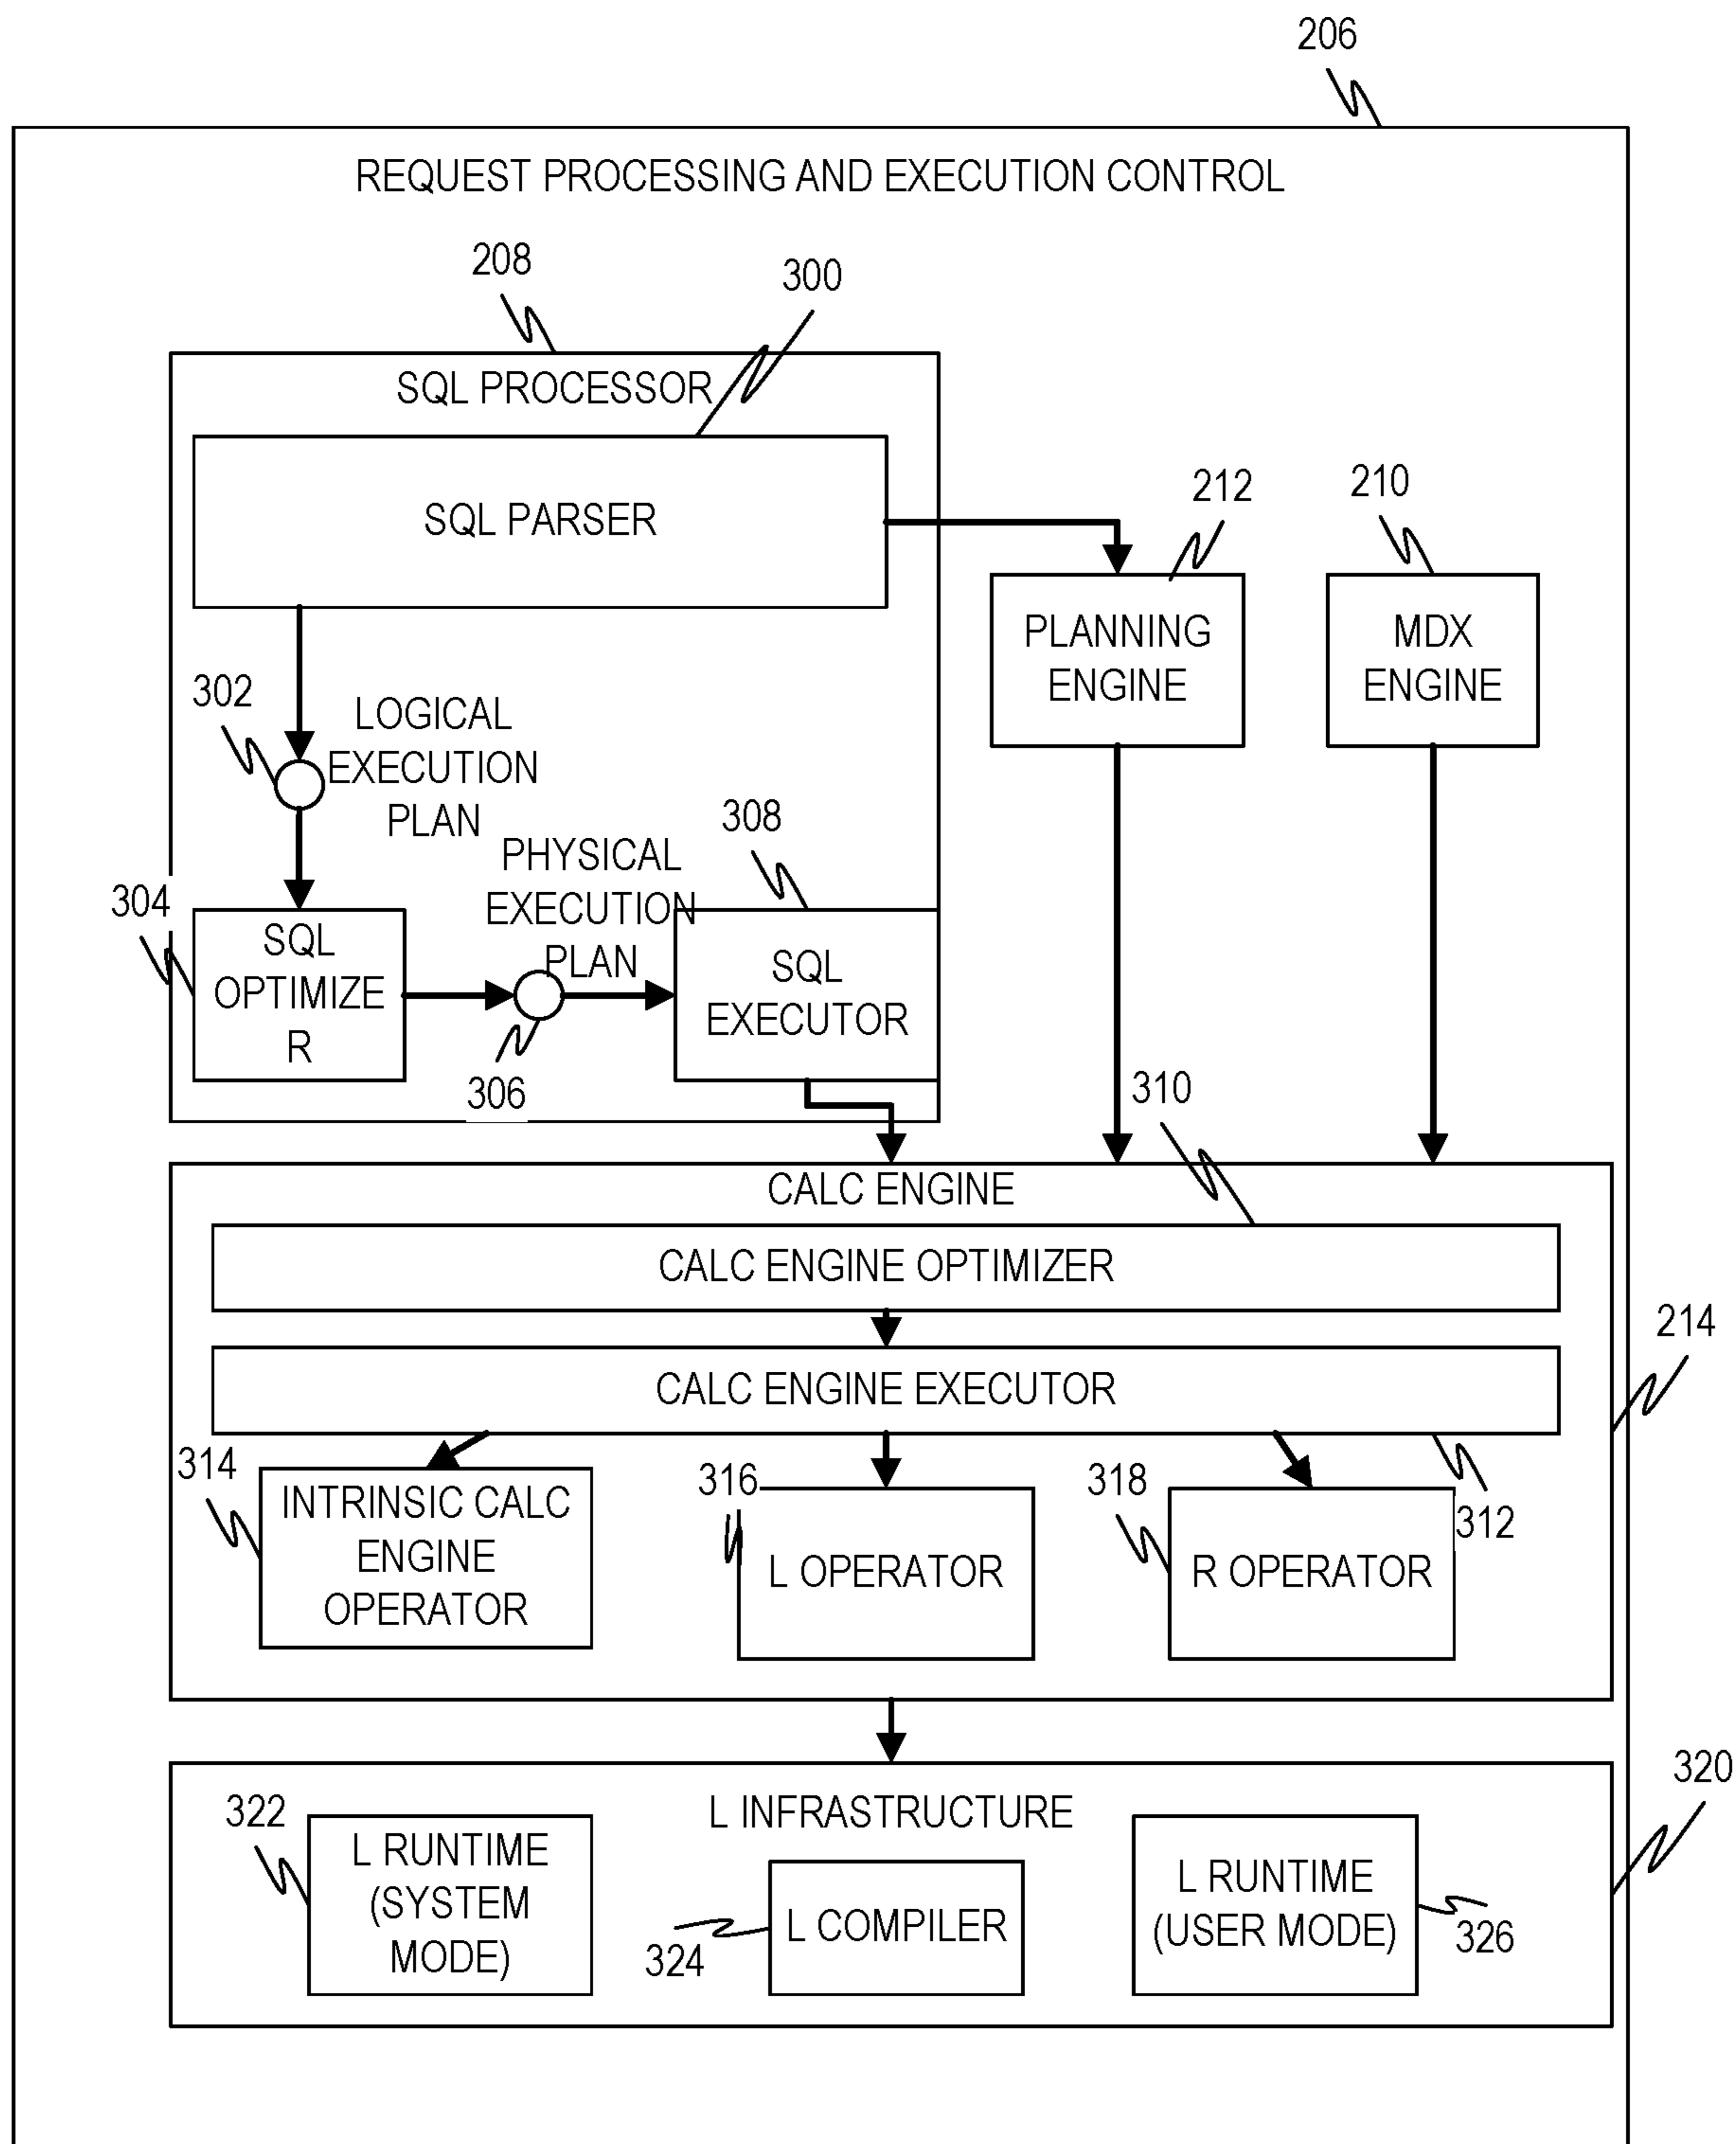 206
REQUEST PROCESSING AND EXECUTION CONTROL
208
300
SQL PROCESSOR
SQL PARSER
212
210
PLANNING
ENGINE
MDX
ENGINE
302
LOGICAL
EXECUTION
PLAN
308
PHYSICAL
EXECUTION
PLAN
304
SQL
OPTIMIZE
R
SQL
EXECUTOR
306
310
CALC ENGINE
CALC ENGINE OPTIMIZER
214
CALC ENGINE EXECUTOR
314
316
318
312
INTRINSIC CALC
ENGINE
OPERATOR
L OPERATOR
R OPERATOR
320
L INFRASTRUCTURE
322
L RUNTIME
(SYSTEM
MODE)
L COMPILER
324
L RUNTIME
(USER MODE)
326